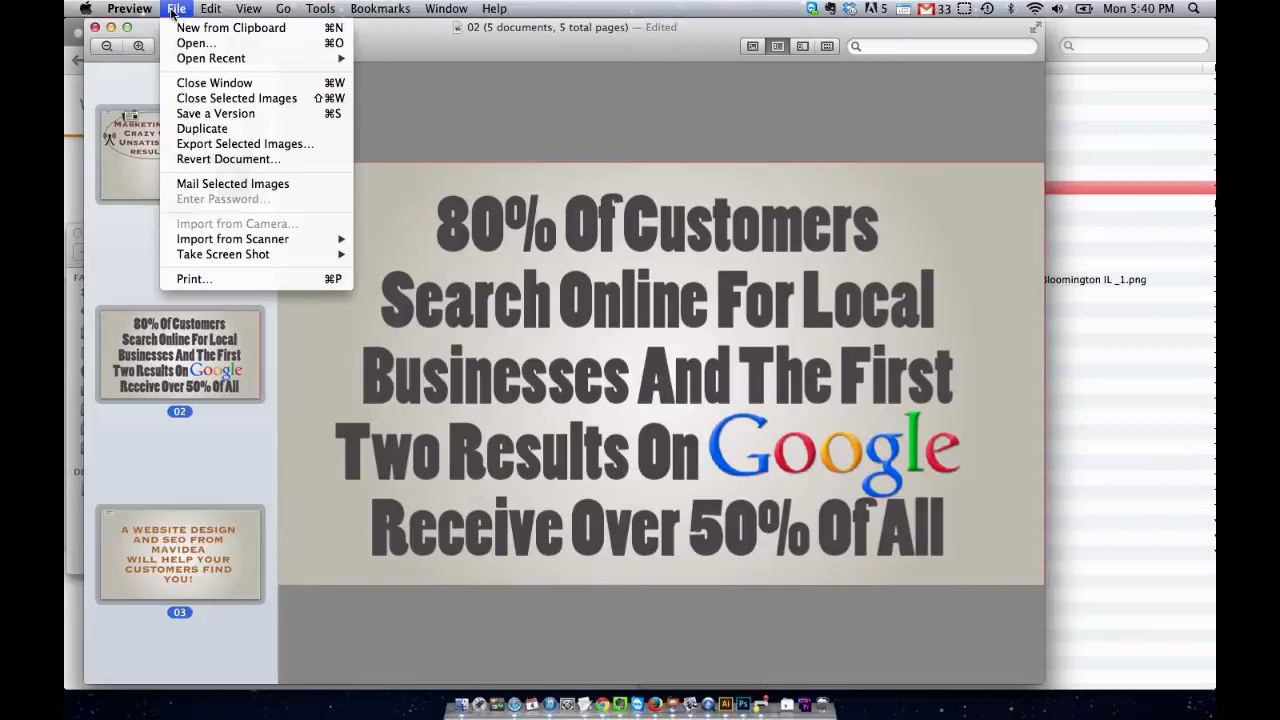 Preview File Edit View Go Tools Bookmarks Window Help
5 33 Mon 5:40 PM
02 (5 documents, 5 total pages) — Edited
New from Clipboard ⌘N
Open... ⌘O
Open Recent
Close Window ⌘W
Close Selected Images ⇧⌘W
Save a Version ⌘S
Duplicate
Export Selected Images...
Revert Document...
Mail Selected Images
Enter Password...
Import from Camera...
Import from Scanner
Take Screen Shot
Print... ⌘P
80% Of Customers
Search Online For Local
Businesses And The First
Two Results On Google
Receive Over 50% Of All
80% Of Customers
Search Online For Local
Businesses And The First
Two Results On Google
Receive Over 50% Of All
02
A WEBSITE DESIGN
AND SEO FROM
MAVIDEA
WILL HELP YOUR
CUSTOMERS FIND
YOU!
03
Bloomington IL _1.png